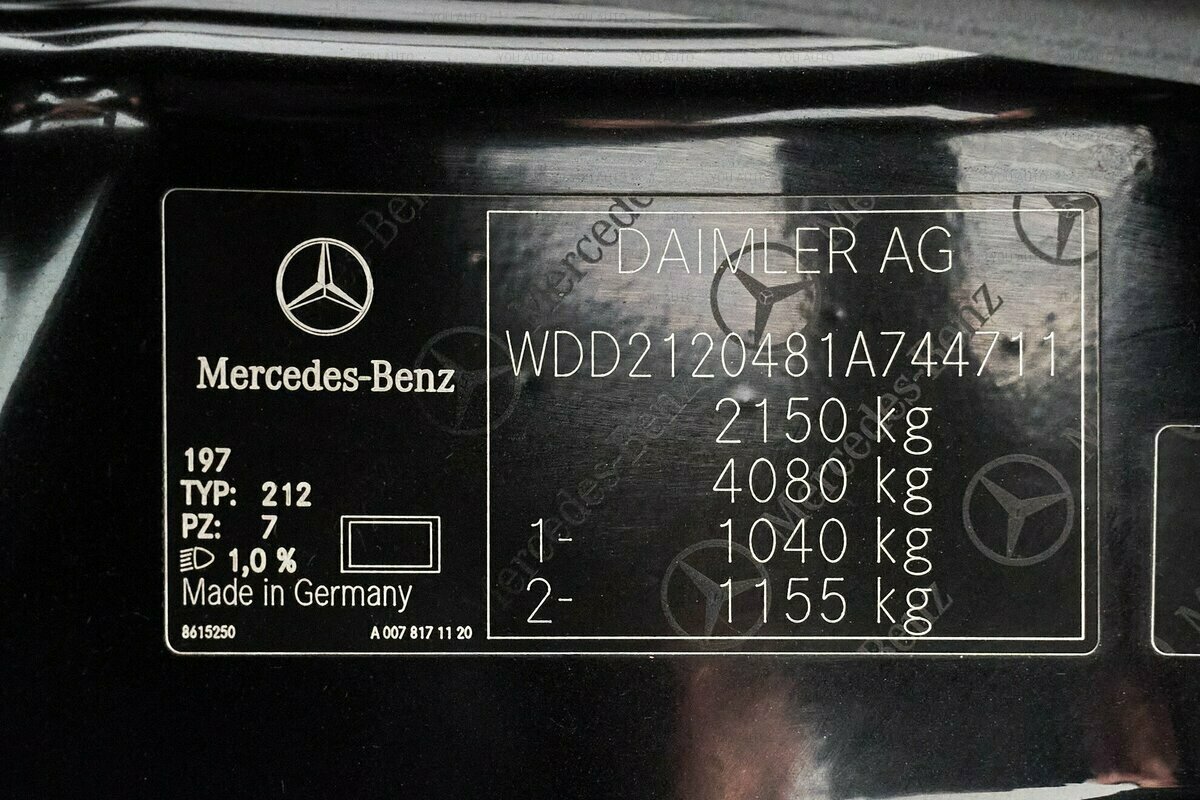 Mercedes-Benz
197
TYP: 212
PZ: 7
1,0 %
Made in Germany
8615250 A 007 817 11 20
DAIMLER AG
WDD2120481A744711
2150 kg
4080 kg
1- 1040 kg
2- 1155 kg